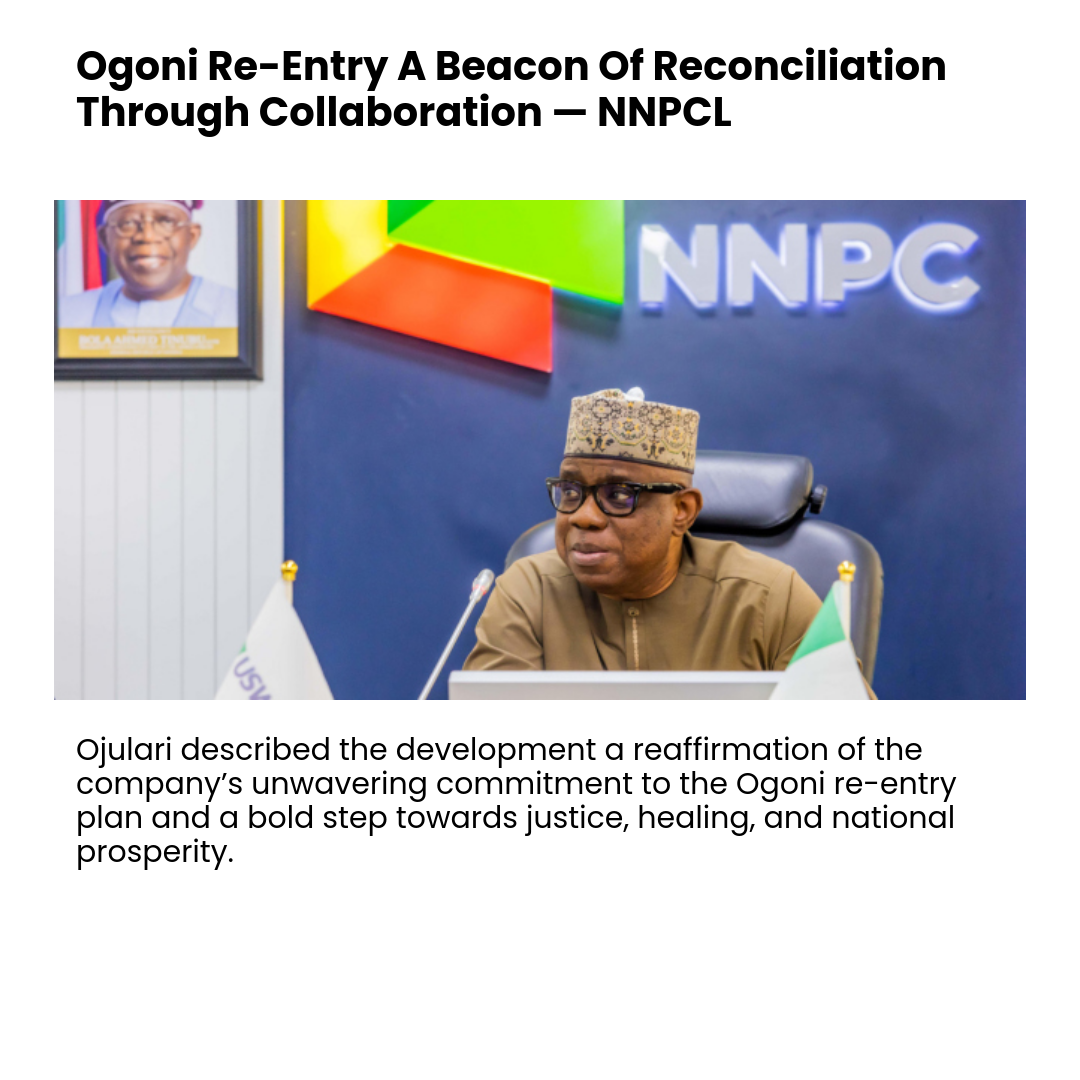 Ogoni Re-Entry A Beacon Of Reconciliation
Through Collaboration — NNPCL
NNPC
BOLA AHMED TINUBU
Ojulari described the development a reaffirmation of the
company’s unwavering commitment to the Ogoni re-entry
plan and a bold step towards justice, healing, and national
prosperity.